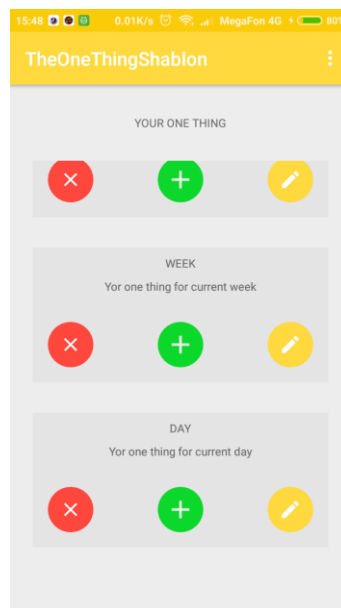 15:48 0.01K/s MegaFon 4G 80%
TheOneThingShablon
YOUR ONE THING
WEEK
Yor one thing for current week
DAY
Yor one thing for current day